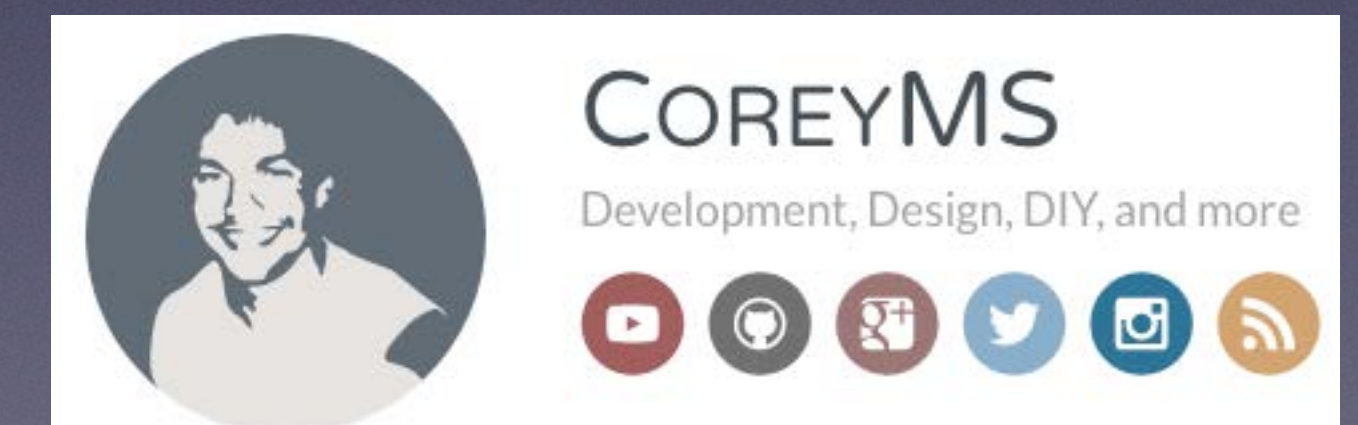 CoreyMS
Development, Design, DIY, and more
g+